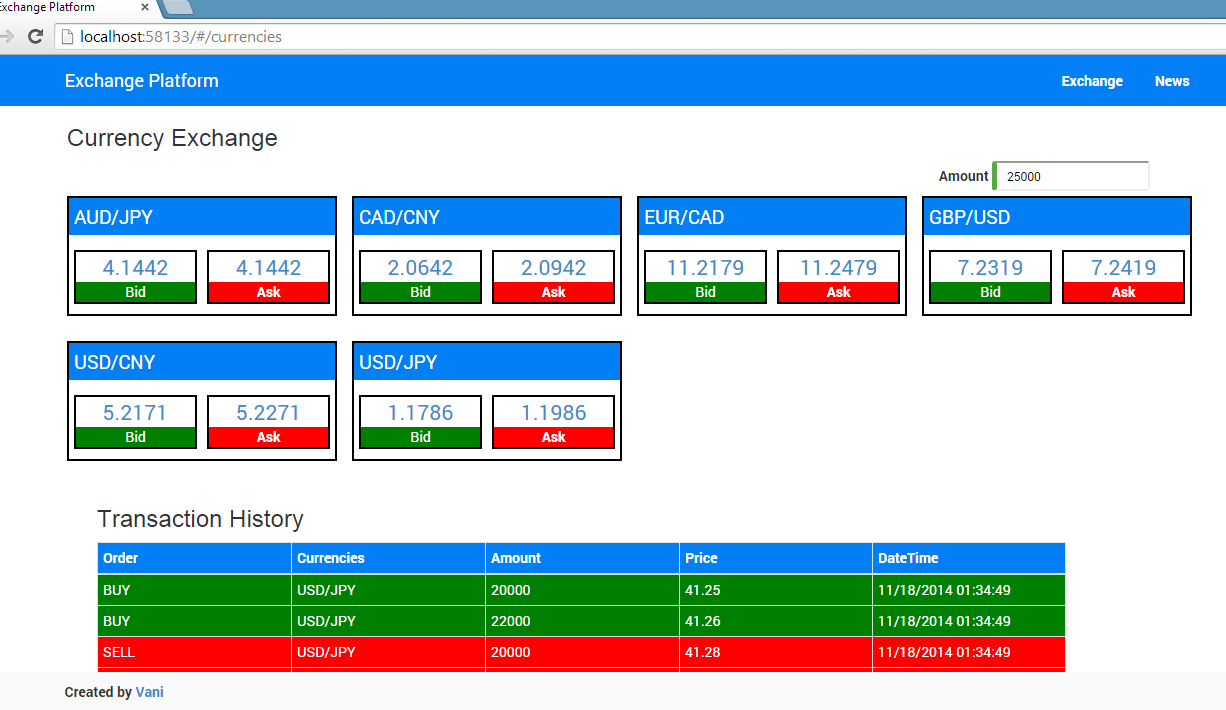 Exchange Platform ×
localhost:58133/#/currencies
Exchange Platform Exchange News
Currency Exchange
Amount 25000
AUD/JPY CAD/CNY EUR/CAD GBP/USD
4.1442 4.1442 2.0642 2.0942 11.2179 11.2479 7.2319 7.2419
Bid Ask Bid Ask Bid Ask Bid Ask
USD/CNY USD/JPY
5.2171 5.2271 1.1786 1.1986
Bid Ask Bid Ask
Transaction History
Order Currencies Amount Price DateTime
BUY USD/JPY 20000 41.25 11/18/2014 01:34:49
BUY USD/JPY 22000 41.26 11/18/2014 01:34:49
SELL USD/JPY 20000 41.28 11/18/2014 01:34:49
Created by Vani